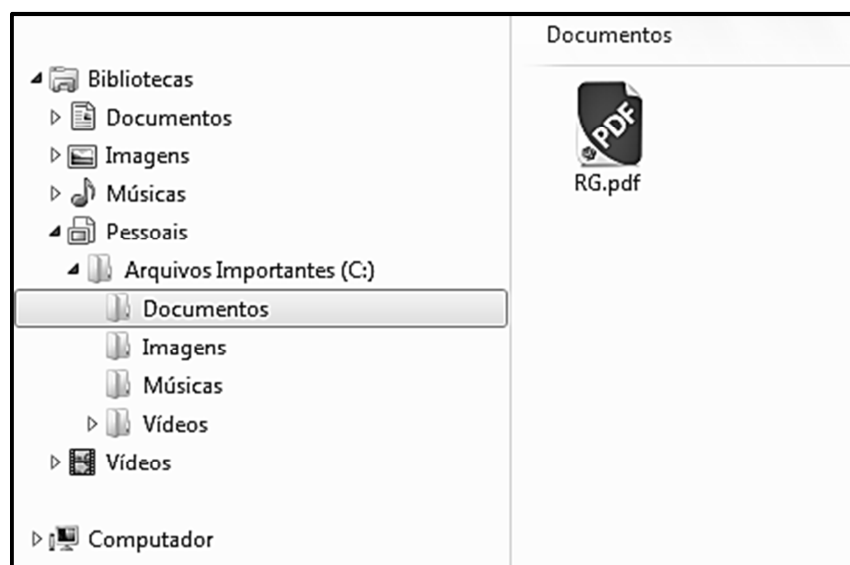 Bibliotecas
Documentos
Imagens
Músicas
Pessoais
Arquivos Importantes (C:)
Documentos
Imagens
Músicas
Vídeos
Vídeos
Computador
Documentos
PDF
RG.pdf